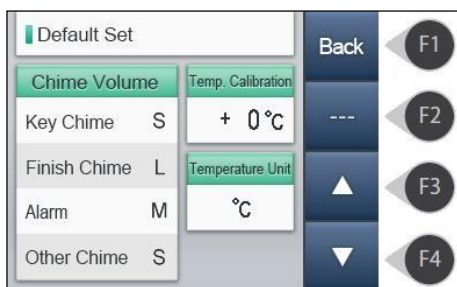 Default Set
Back
F1
Chime Volume
Temp. Calibration
Key Chime S
+ 0℃
---
F2
Finish Chime L
Temperature Unit
F3
Alarm M
℃
Other Chime S
F4